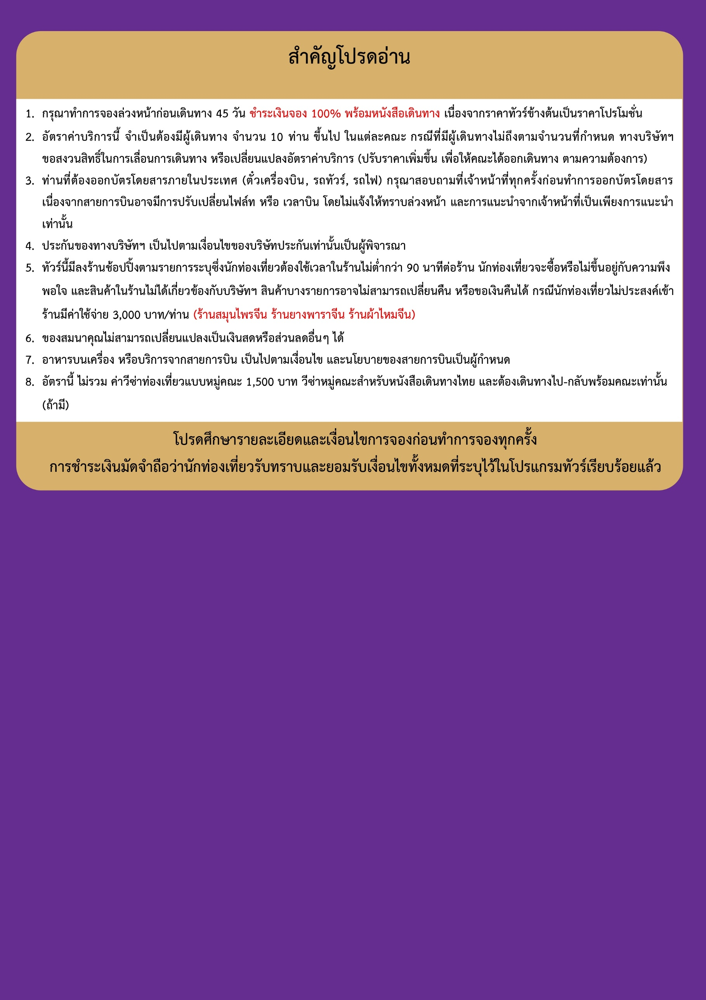 สำคัญโปรดอ่าน
1. กรุณาทำการจองล่วงหน้าก่อนเดินทาง 45 วัน ชำระเงินจอง 100% พร้อมหนังสือเดินทาง เนื่องจากราคาทัวร์ข้างต้นเป็นราคาโปรโมชั่น
2. อัตราค่าบริการนี้ จำเป็นต้องมีผู้เดินทาง จำนวน 10 ท่าน ขึ้นไป ในแต่ละคณะ กรณีที่มีผู้เดินทางไม่ถึงตามจำนวนที่กำหนด ทางบริษัทฯ
ขอสงวนสิทธิ์ในการเลื่อนการเดินทาง หรือเปลี่ยนแปลงอัตราค่าบริการ (ปรับราคาเพิ่มขึ้น เพื่อให้คณะได้ออกเดินทาง ตามความต้องการ)
3. ท่านที่ต้องออกบัตรโดยสารภายในประเทศ (ตั๋วเครื่องบิน, รถทัวร์, รถไฟ) กรุณาสอบถามที่เจ้าหน้าที่ทุกครั้งก่อนทำการออกบัตรโดยสาร
เนื่องจากสายการบินอาจมีการปรับเปลี่ยนไฟล์ท หรือ เวลาบิน โดยไม่แจ้งให้ทราบล่วงหน้า และการแนะนำจากเจ้าหน้าที่เป็นเพียงการแนะนำ
เท่านั้น
4. ประกันของทางบริษัทฯ เป็นไปตามเงื่อนไขของบริษัทประกันเท่านั้นเป็นผู้พิจารณา
5. ทัวร์นี้มีลงร้านช้อปปิ้งตามรายการระบุซึ่งนักท่องเที่ยวต้องใช้เวลาในร้านไม่ต่ำกว่า 90 นาทีต่อร้าน นักท่องเที่ยวจะซื้อหรือไม่ขึ้นอยู่กับความพึง
พอใจ และสินค้าในร้านไม่ได้เกี่ยวข้องกับบริษัทฯ สินค้าบางรายการอาจไม่สามารถเปลี่ยนคืน หรือขอเงินคืนได้ กรณีนักท่องเที่ยวไม่ประสงค์เข้า
ร้านมีค่าใช้จ่าย 3,000 บาท/ท่าน (ร้านสมุนไพรจีน ร้านยางพาราจีน ร้านผ้าไหมจีน)
6. ของสมนาคุณไม่สามารถเปลี่ยนแปลงเป็นเงินสดหรือส่วนลดอื่นๆ ได้
7. อาหารบนเครื่อง หรือบริการจากสายการบิน เป็นไปตามเงื่อนไข และนโยบายของสายการบินเป็นผู้กำหนด
8. อัตรานี้ ไม่รวม ค่าวีซ่าท่องเที่ยวแบบหมู่คณะ 1,500 บาท วีซ่าหมู่คณะสำหรับหนังสือเดินทางไทย และต้องเดินทางไป-กลับพร้อมคณะเท่านั้น
(ถ้ามี)
โปรดศึกษารายละเอียดและเงื่อนไขการจองก่อนทำการจองทุกครั้ง
การชำระเงินมัดจำถือว่านักท่องเที่ยวรับทราบและยอมรับเงื่อนไขทั้งหมดที่ระบุไว้ในโปรแกรมทัวร์เรียบร้อยแล้ว